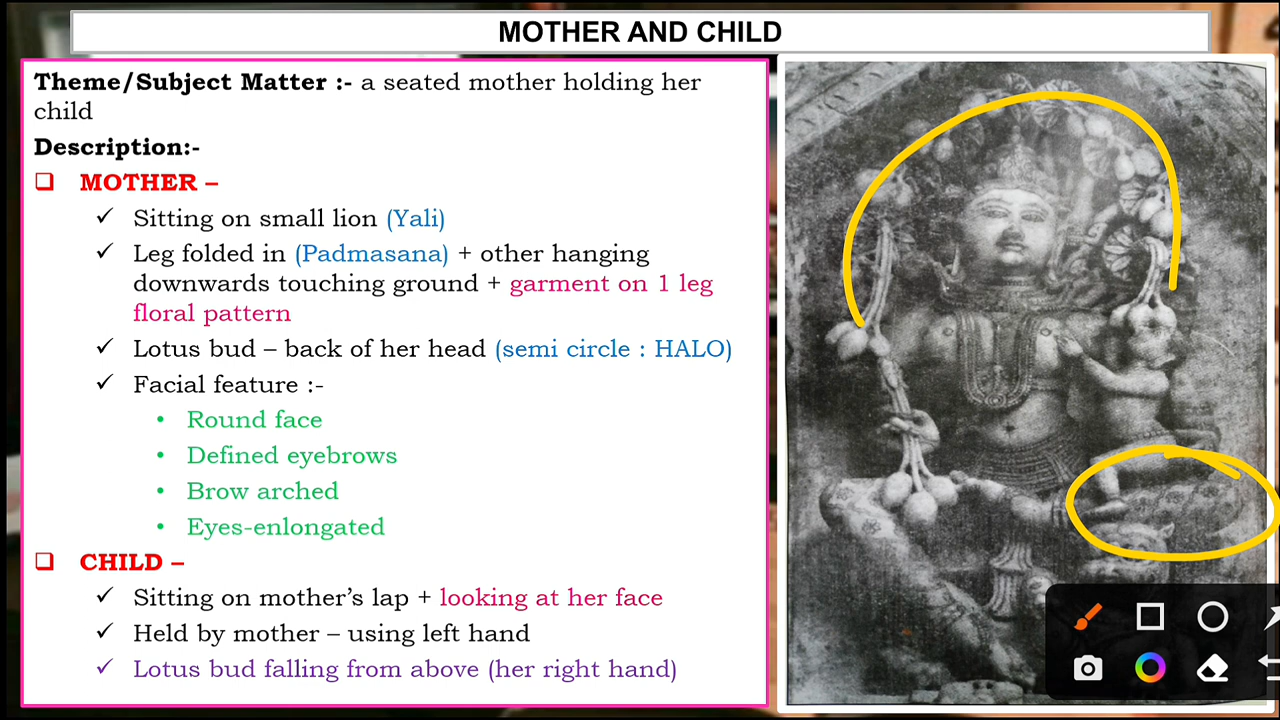 MOTHER AND CHILD
Theme/Subject Matter :- a seated mother holding her
child
Description:-
❑ MOTHER –
✓ Sitting on small lion (Yali)
✓ Leg folded in (Padmasana) + other hanging
downwards touching ground + garment on 1 leg
floral pattern
✓ Lotus bud – back of her head (semi circle : HALO)
✓ Facial feature :-
• Round face
• Defined eyebrows
• Brow arched
• Eyes-enlongated
❑ CHILD –
✓ Sitting on mother's lap + looking at her face
✓ Held by mother – using left hand
✓ Lotus bud falling from above (her right hand)